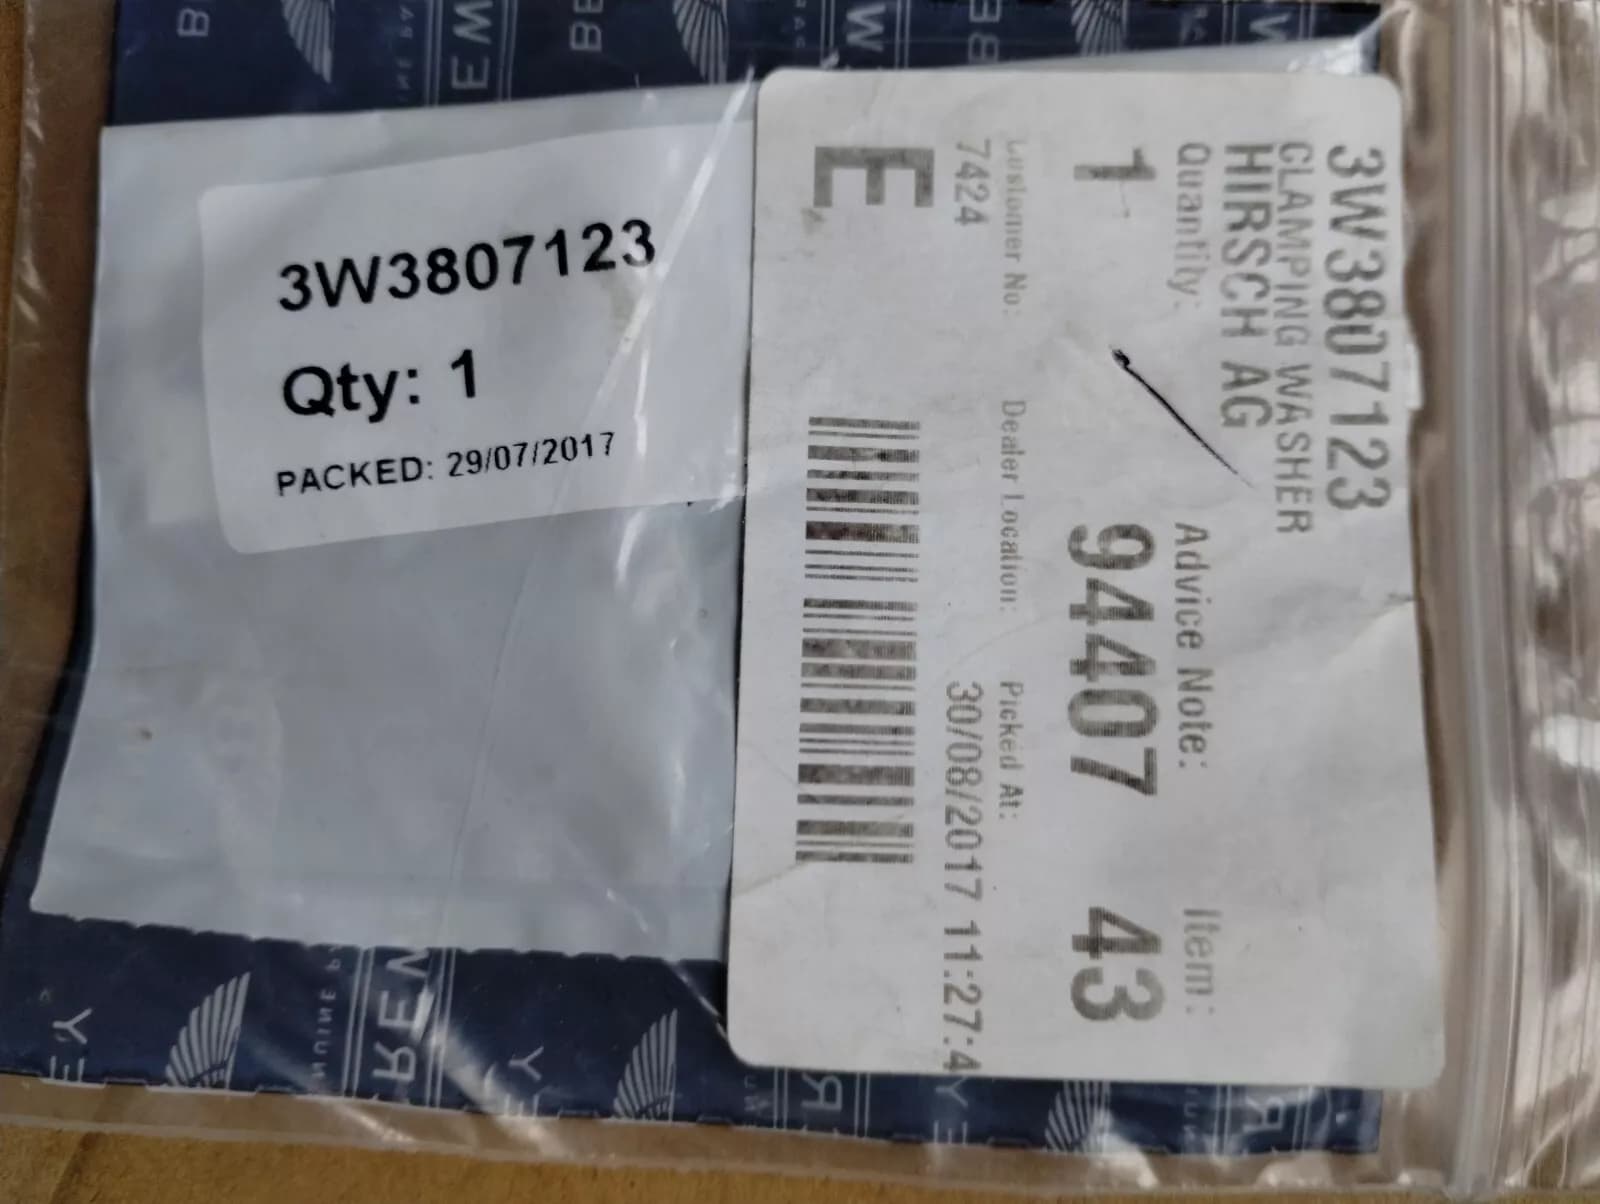 3W3807123
Qty: 1
PACKED: 29/07/2017
3W3807123
CLAMPING WASHER
HIRSCH AG
Quantity: Advice Note: Item:
1 94407 43
Customer No: Dealer Location: Picked At:
7424 30/08/2017 11:27:4
E